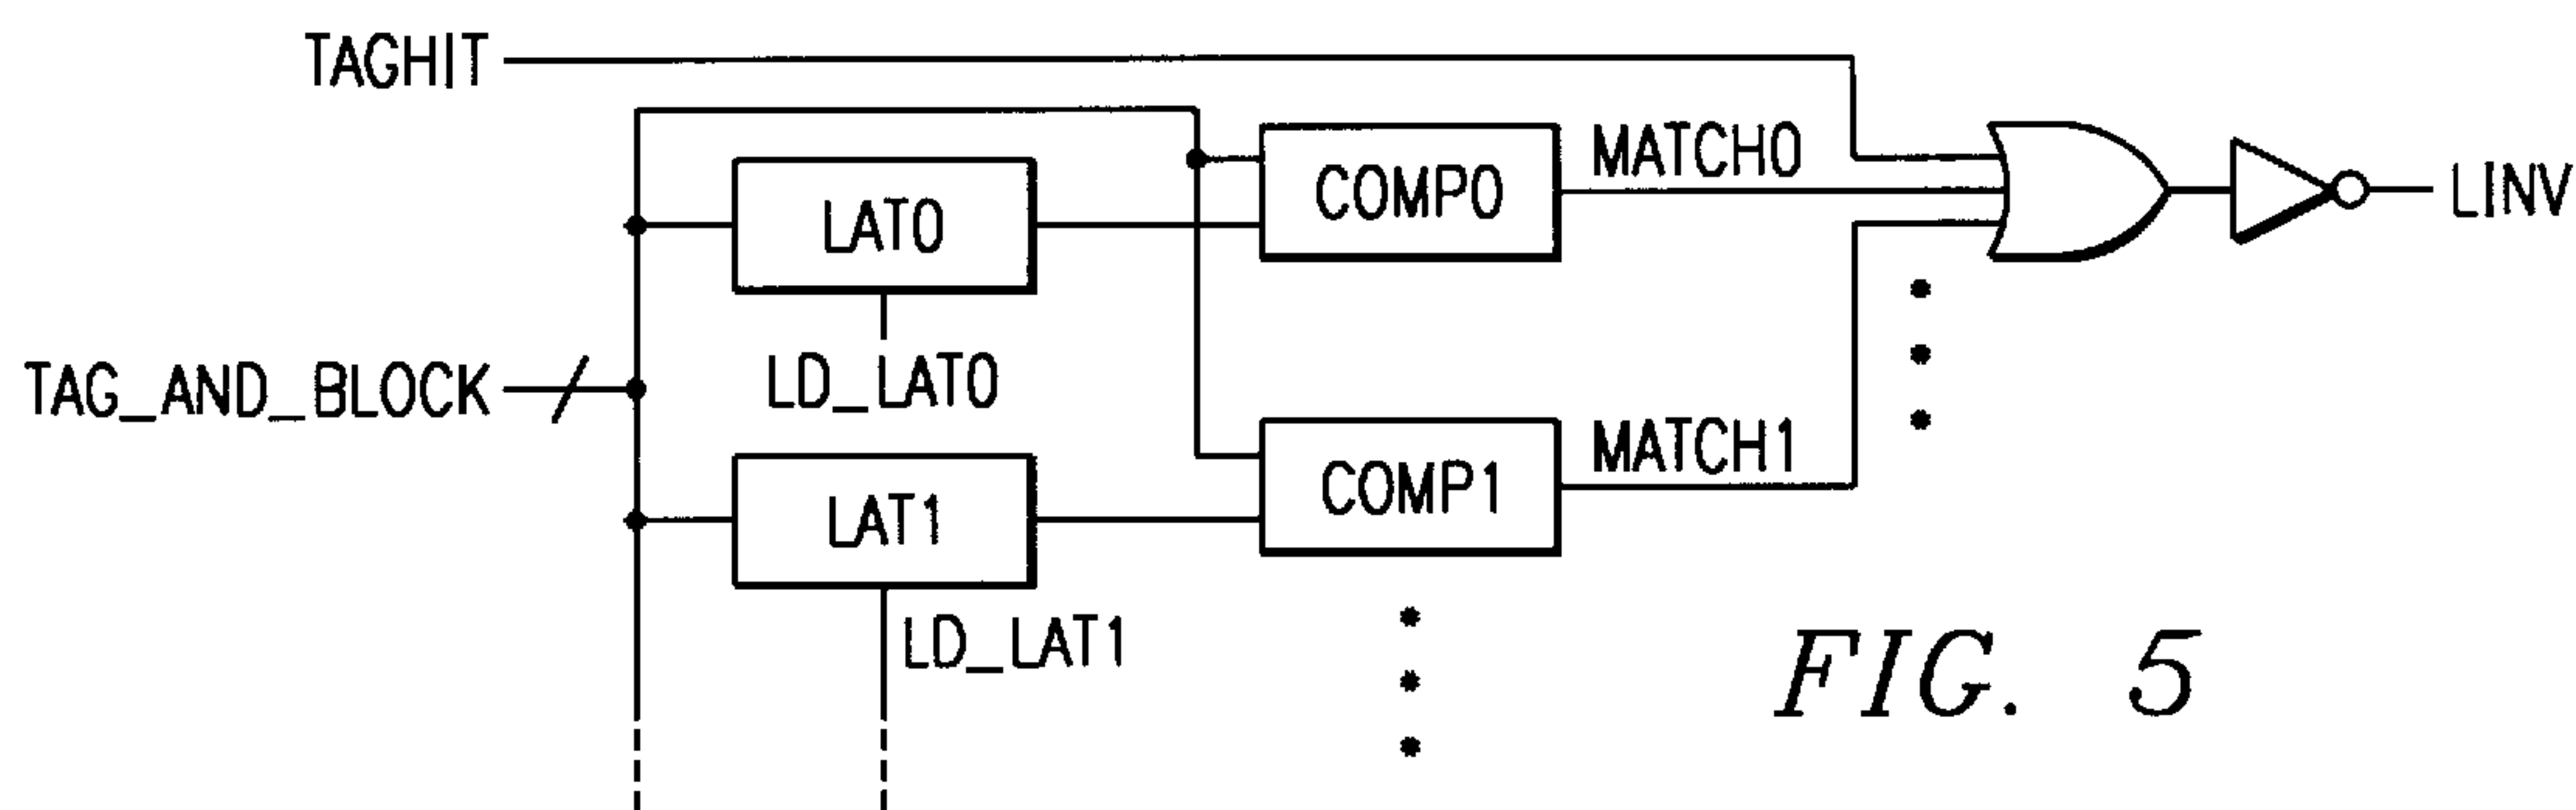 TAGHIT
MATCH0
COMP0
LAT0
LINV
TAG_AND_BLOCK
LD_LAT0
MATCH1
COMP1
LAT1
LD_LAT1
FIG. 5